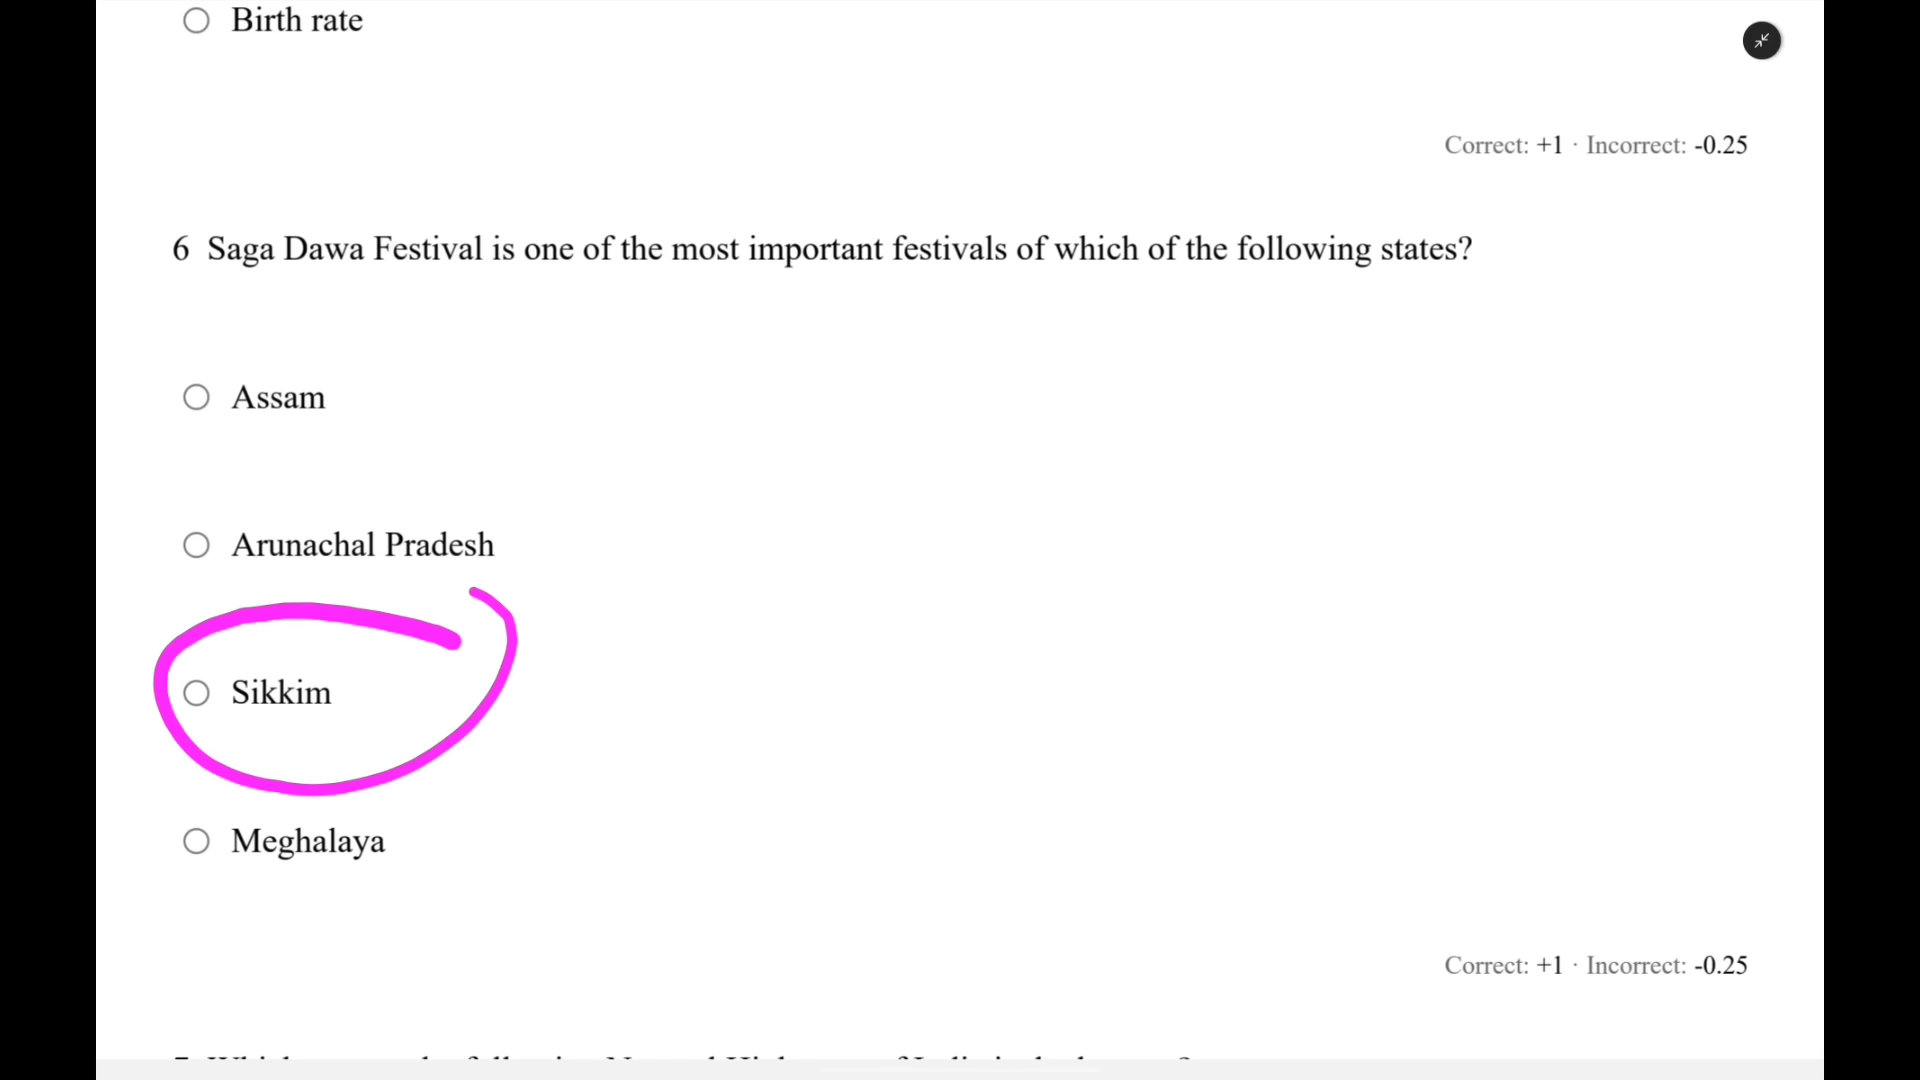 Birth rate
Correct: +1 · Incorrect: -0.25
6 Saga Dawa Festival is one of the most important festivals of which of the following states?
Assam
Arunachal Pradesh
Sikkim
Meghalaya
Correct: +1 · Incorrect: -0.25